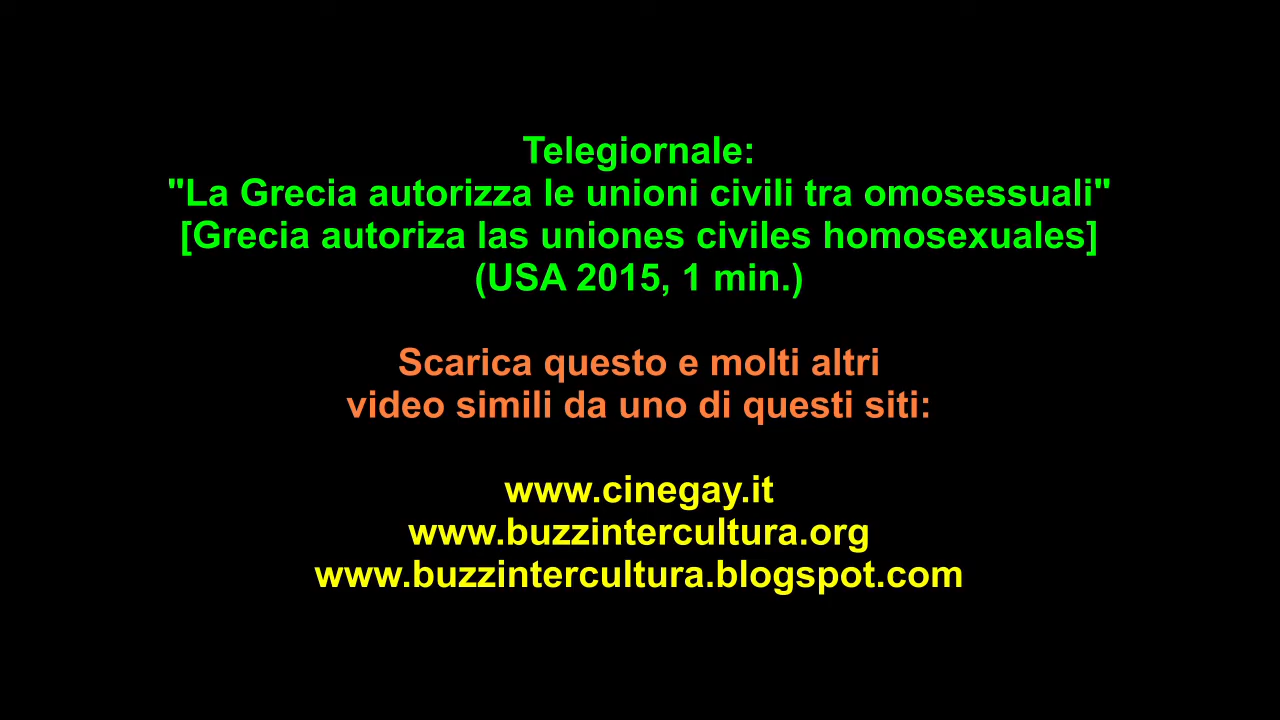 Telegiornale:
"La Grecia autorizza le unioni civili tra omosessuali"
[Grecia autoriza las uniones civiles homosexuales]
(USA 2015, 1 min.)
Scarica questo e molti altri
video simili da uno di questi siti:
www.cinegay.it
www.buzzintercultura.org
www.buzzintercultura.blogspot.com